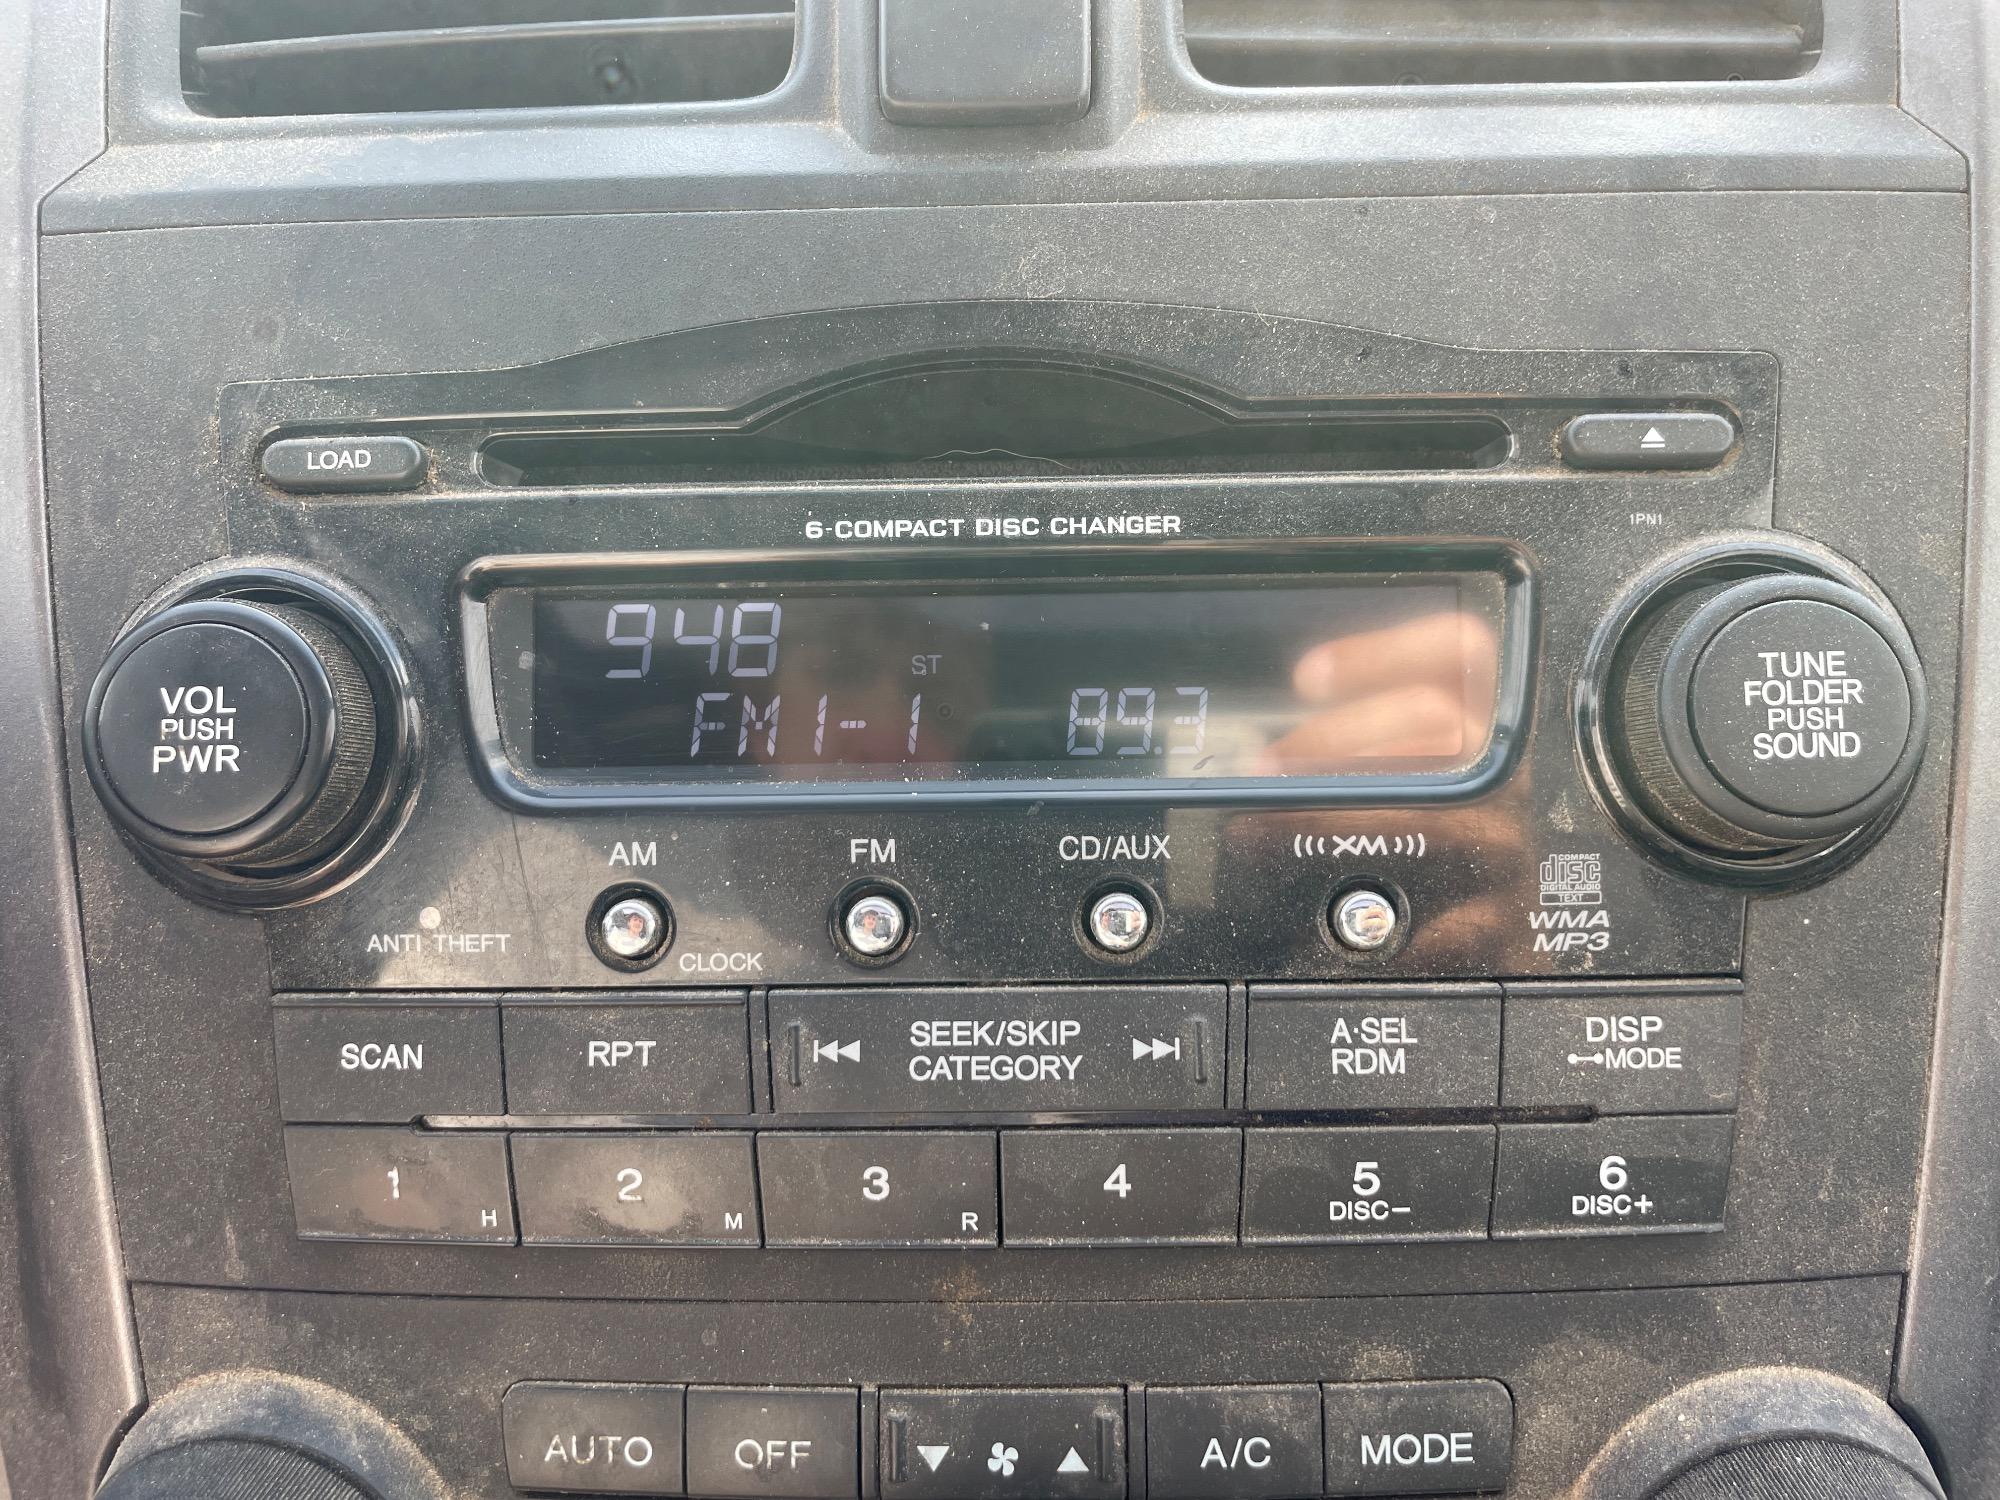 LOAD
6-COMPACT DISC CHANGER
1PN1
948
ST
FM1-1 89.3
VOL
PUSH
PWR
TUNE
FOLDER
PUSH
SOUND
AM
FM
CD/AUX
(((XM)))
COMPACT
disc
DIGITAL AUDIO
TEXT
WMA
MP3
ANTI THEFT
CLOCK
SCAN
RPT
SEEK/SKIP
CATEGORY
A·SEL
RDM
DISP
MODE
1 H
2 M
3 R
4
5
DISC−
6
DISC+
AUTO
OFF
A/C
MODE